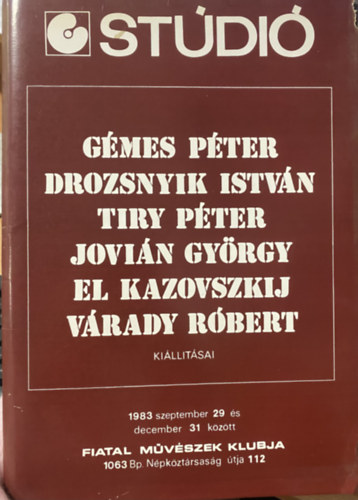 STÚDIÓ
GÉMES PÉTER
DROZSNYIK ISTVÁN
TIRY PÉTER
JOVIÁN GYÖRGY
EL KAZOVSZKIJ
VÁRADY RÓBERT
KIÁLLITÁSAI
1983 szeptember 29 és
december 31 között
FIATAL MŰVÉSZEK KLUBJA
1063 Bp. Népköztársaság útja 112